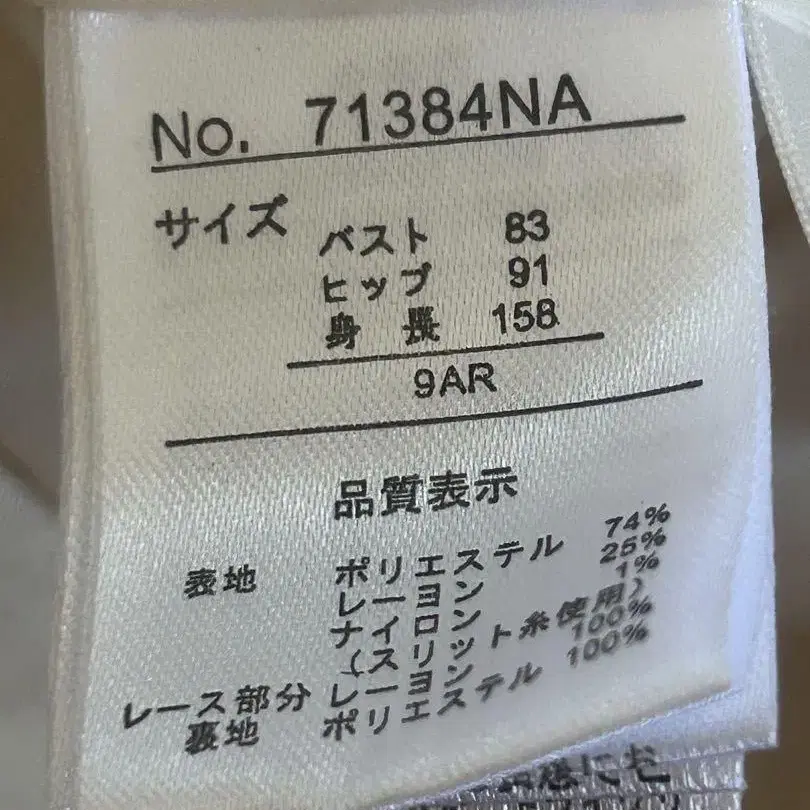 No. 71384NA
サイズ バスト 83
ヒップ 91
身長 158
9AR
品質表示
表地 ポリエステル 74%
レーヨン 25%
ナイロン 1%
(スリット糸使用)
レース部分 レーヨン 100%
裏地 ポリエステル 100%